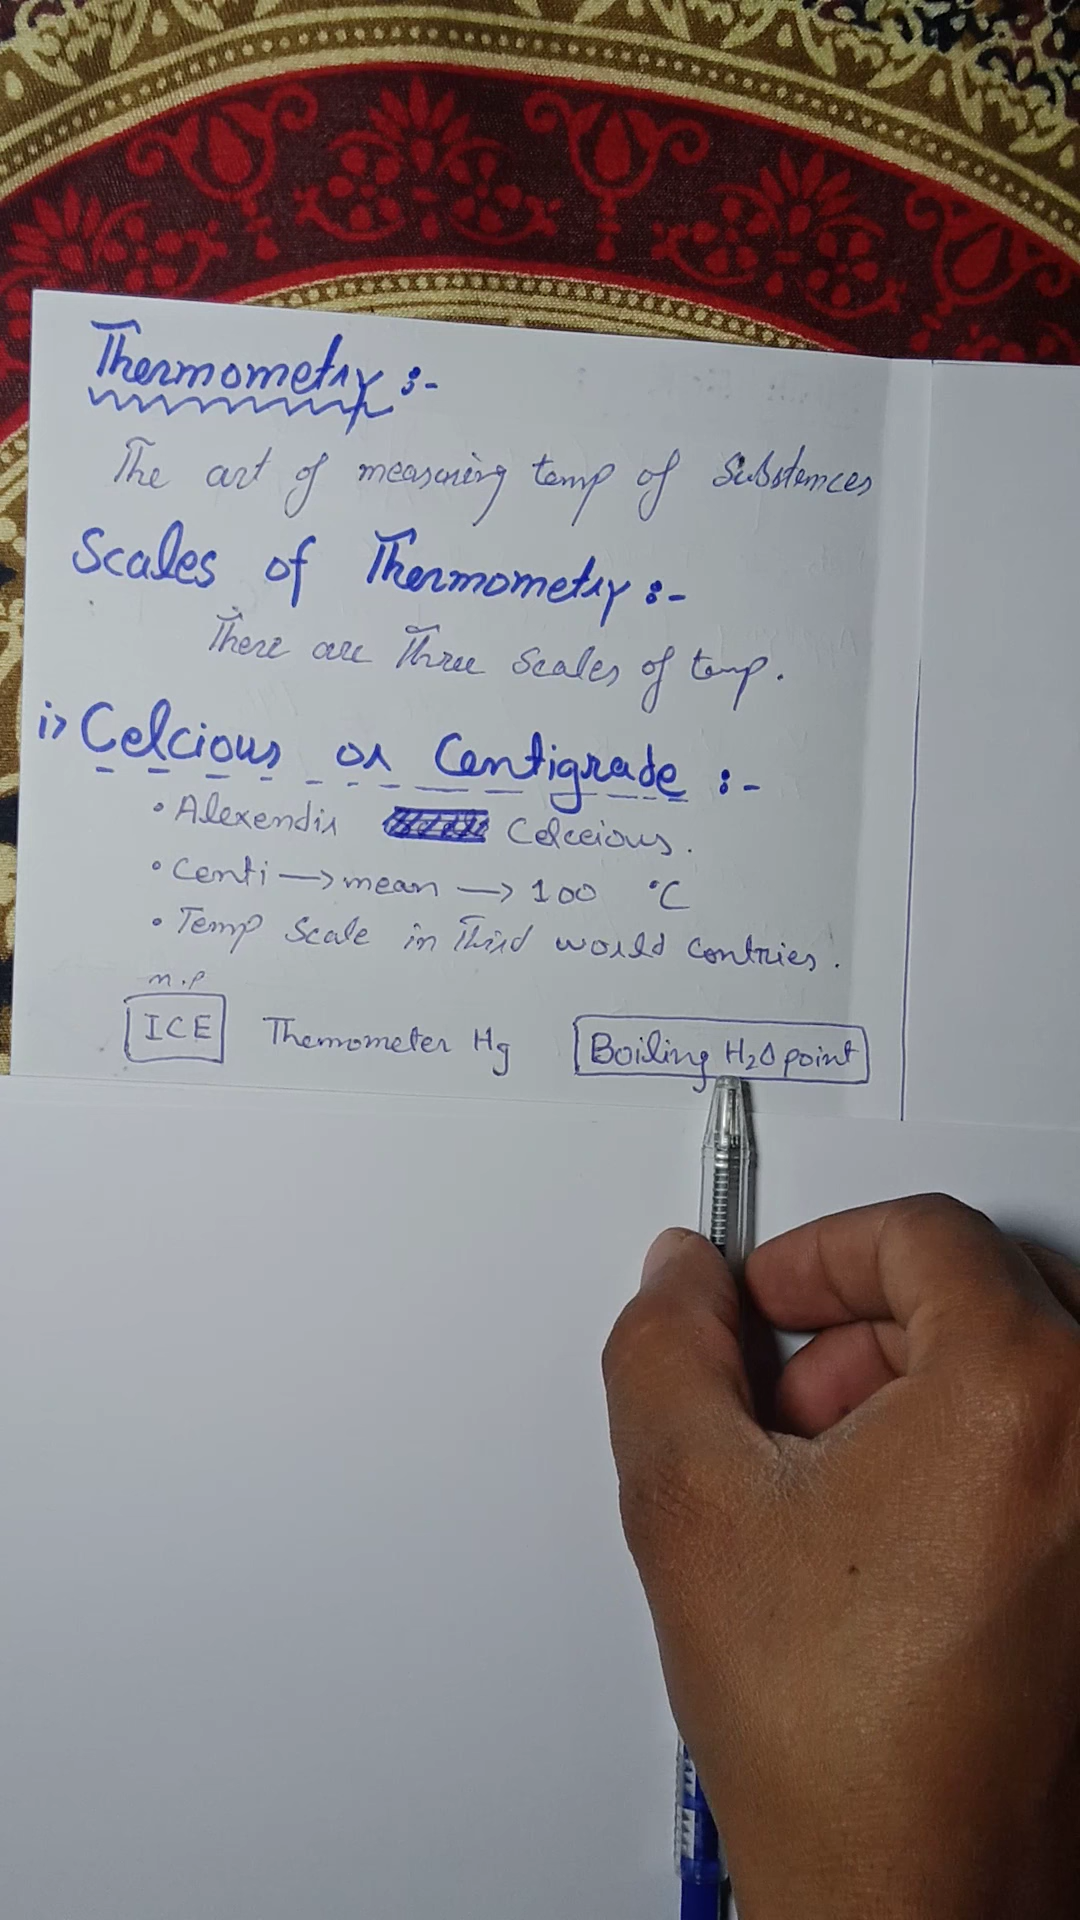 Thermometry :-
The art of measuring temp of Substences
Scales of Thermometry :-
There are Three Scales of temp.
i> Celcious or Centigrade :-
• Alexendir Celceious.
• Centi → mean → 100 °C
• Temp Scale in Third world Contries.
m.p
ICE Themometer Hg Boiling H₂O point